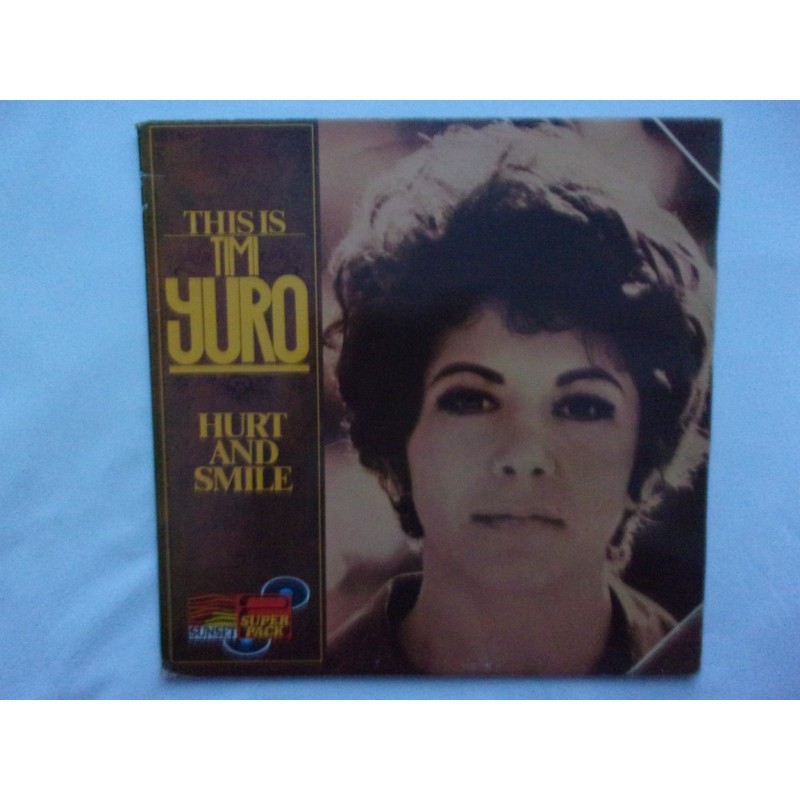 THIS IS
TIMI
YURO
HURT
AND
SMILE
SUNSET
SUPER
PACK